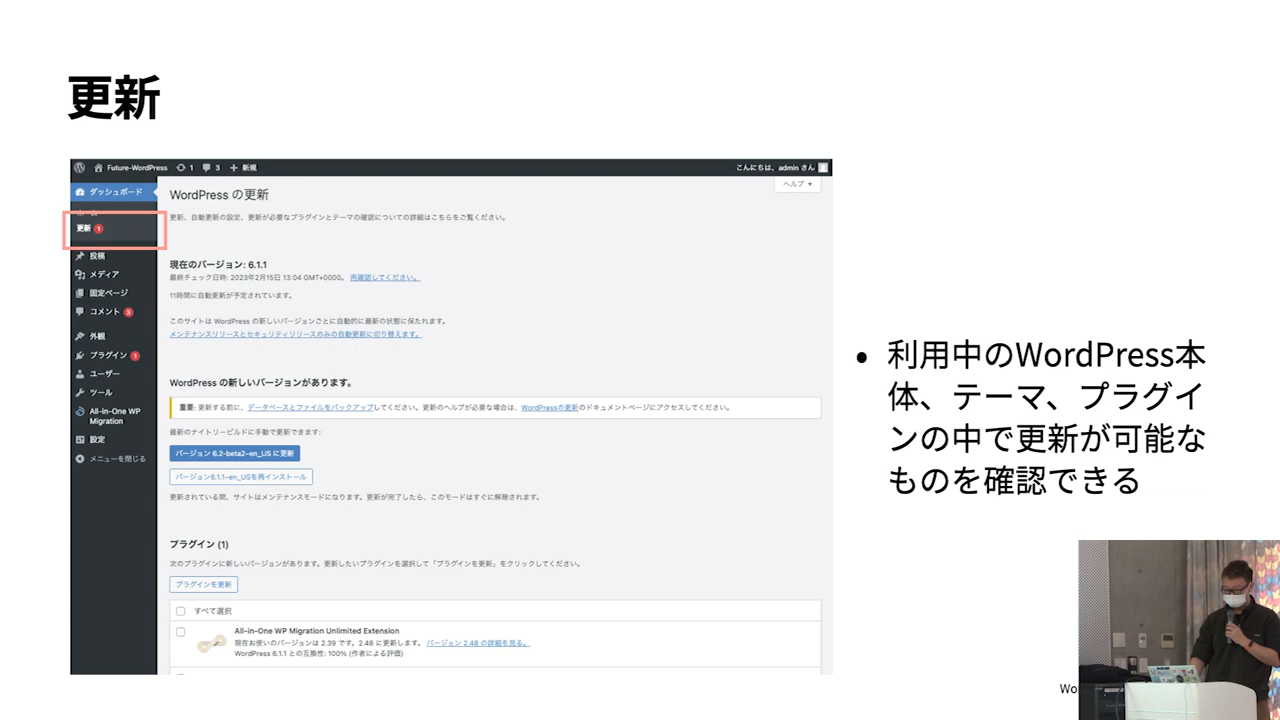 更新
Future-WordPress 1 3 新規
こんにちは、admin さん
ヘルプ
ダッシュボード
更新 1
投稿
メディア
固定ページ
コメント 3
外観
プラグイン 1
ユーザー
ツール
All-in-One WP
Migration
設定
メニューを閉じる
WordPress の更新
更新、自動更新の設定、更新が必要なプラグインとテーマの確認についての詳細はこちらをご覧ください。
現在のバージョン: 6.1.1
最終チェック日時: 2023年2月15日 13:04 GMT+0000。 再確認してください。
11時間に自動更新が予定されています。
このサイトは WordPress の新しいバージョンごとに自動的に最新の状態に保たれます。
メンテナンスリリースとセキュリティリリースのみの自動更新に切り替えます。
WordPress の新しいバージョンがあります。
重要: 更新する前に、データベースとファイルをバックアップしてください。更新のヘルプが必要な場合は、WordPressの更新のドキュメントページにアクセスしてください。
最新のナイトリービルドに手動で更新できます:
バージョン 6.2-beta2-en_US に更新
バージョン6.1.1-en_USを再インストール
更新されている間、サイトはメンテナンスモードになります。更新が完了したら、このモードはすぐに解除されます。
プラグイン (1)
次のプラグインに新しいバージョンがあります。更新したいプラグインを選択して「プラグインを更新」をクリックしてください。
プラグインを更新
すべて選択
All-in-One WP Migration Unlimited Extension
現在お使いのバージョンは 2.39 です。2.48 に更新します。 バージョン 2.48 の詳細を見る。
WordPress 6.1.1 との互換性: 100% (作者による評価)
• 利用中のWordPress本
体、テーマ、プラグイ
ンの中で更新が可能な
ものを確認できる